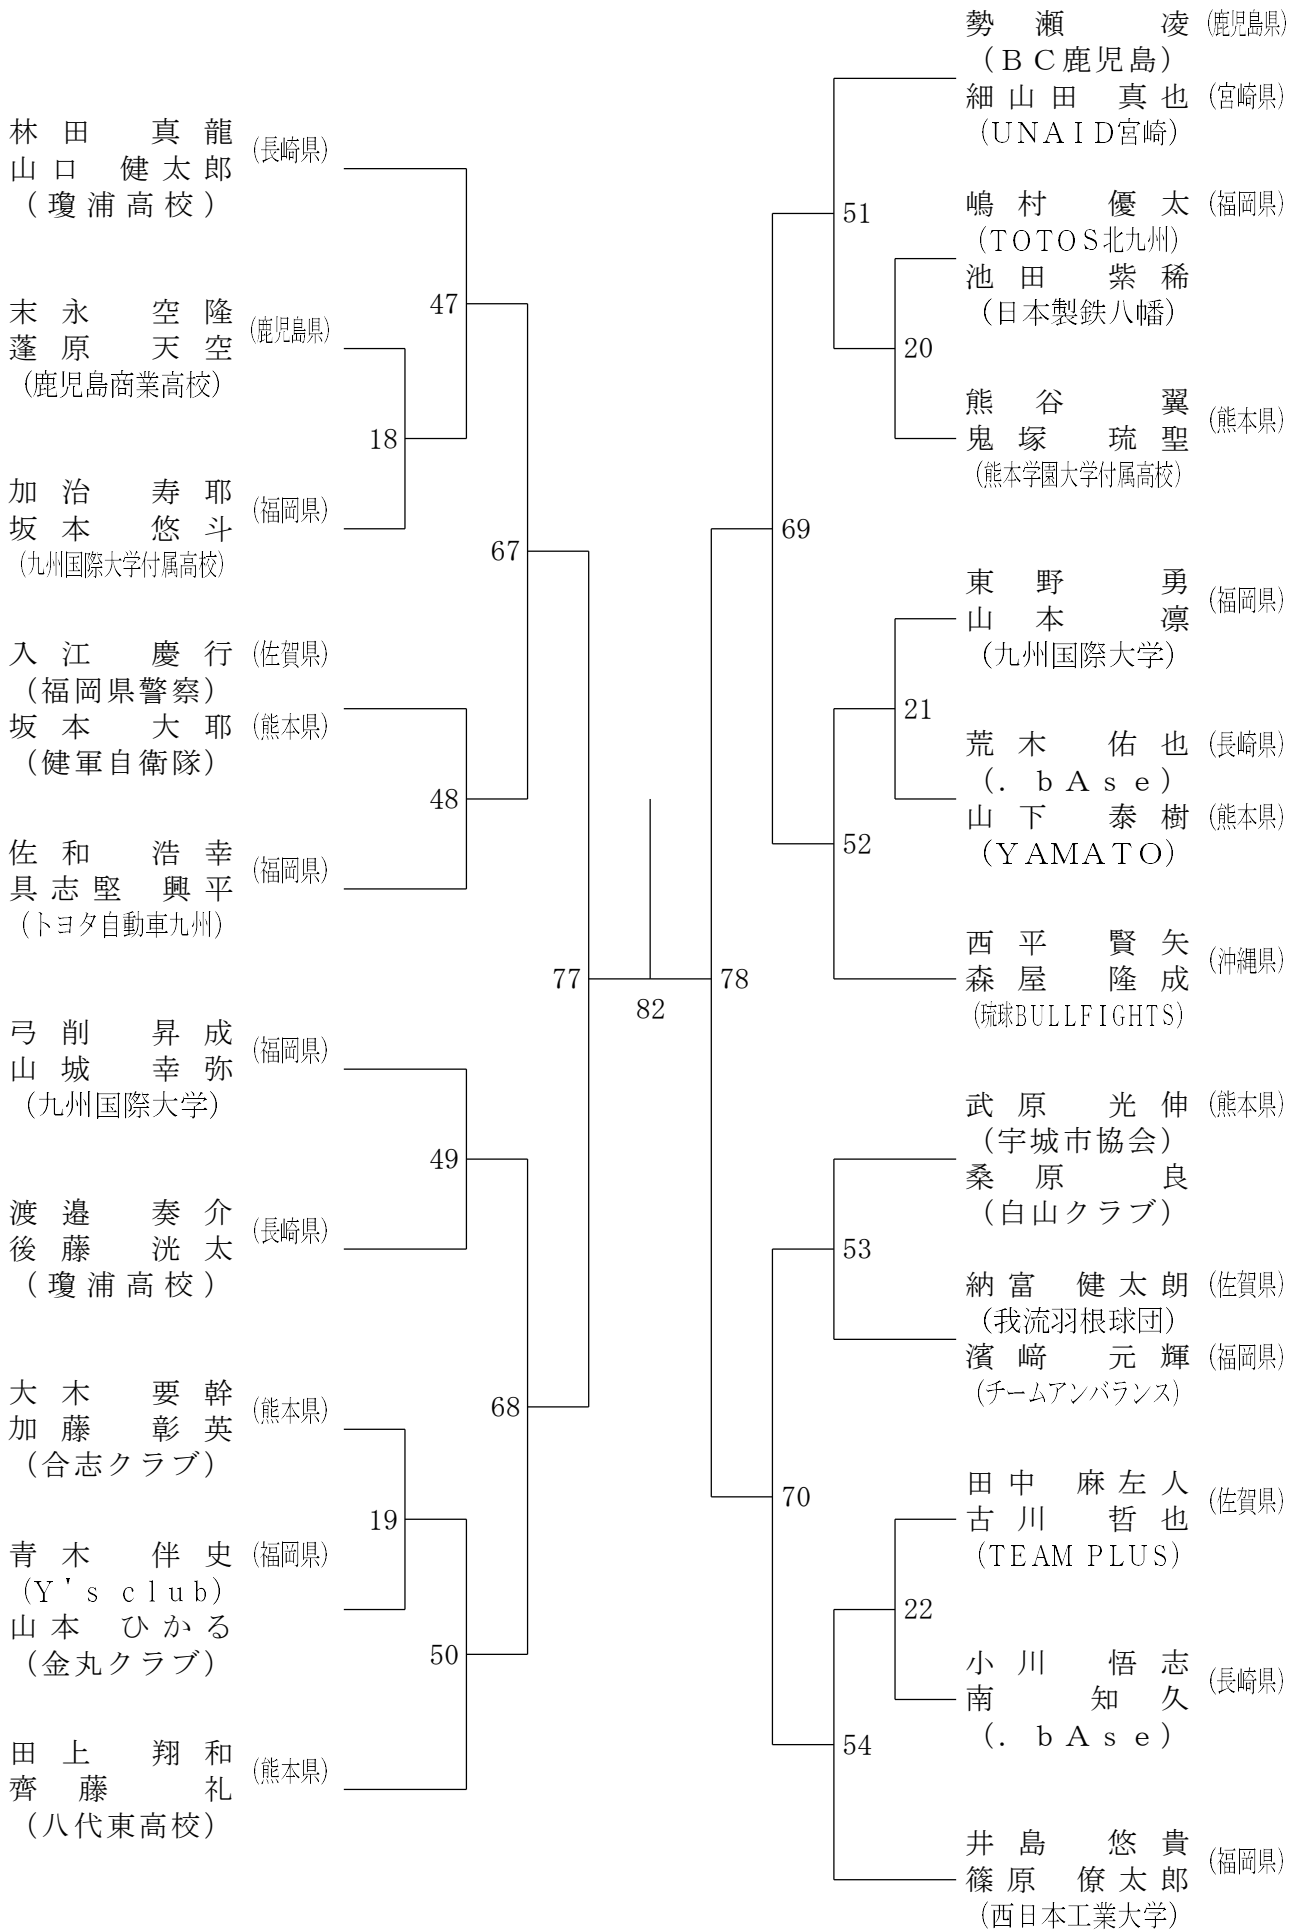 林田 真龍 (長崎県)
山口 健太郎
(瓊浦高校)
47
末永 空隆 (鹿児島県)
蓬原 天空
(鹿児島商業高校)
18
加治 寿耶 (福岡県)
坂本 悠斗
(九州国際大学付属高校)
67
入江 慶行 (佐賀県)
(福岡県警察)
坂本 大耶 (熊本県)
(健軍自衛隊)
48
佐和 浩幸 (福岡県)
具志堅 興平
(トヨタ自動車九州)
77
82
弓削 昇成 (福岡県)
山城 幸弥
(九州国際大学)
49
渡邉 奏介 (長崎県)
後藤 洸太
(瓊浦高校)
68
大木 要幹 (熊本県)
加藤 彰英
(合志クラブ)
19
青木 伴史 (福岡県)
(Y'ｓ ｃｌｕｂ)
山本 ひかる
(金丸クラブ)
50
田上 翔和 (熊本県)
齊藤 礼
(八代東高校)
勢瀬 凌 (鹿児島県)
(ＢＣ鹿児島)
細山田 真也 (宮崎県)
(UNAID宮崎)
51
嶋村 優太 (福岡県)
(TOTOS北九州)
池田 紫稀
(日本製鉄八幡)
20
熊谷 翼 (熊本県)
鬼塚 琉聖
(熊本学園大学付属高校)
69
東野 勇 (福岡県)
山本 凛
(九州国際大学)
21
荒木 佑也 (長崎県)
(．ｂＡｓｅ)
山下 泰樹 (熊本県)
(YAMATO)
52
西平 賢矢 (沖縄県)
森屋 隆成
(琉球BULLFIGHTS)
78
武原 光伸 (熊本県)
(宇城市協会)
桑原 良
(白山クラブ)
53
納富 健太朗 (佐賀県)
(我流羽根球団)
濱﨑 元輝 (福岡県)
(チームアンバランス)
70
田中 麻左人 (佐賀県)
古川 哲也
(TEAM PLUS)
22
小川 悟志 (長崎県)
南 知久
(．ｂＡｓｅ)
54
井島 悠貴 (福岡県)
篠原 僚太郎
(西日本工業大学)